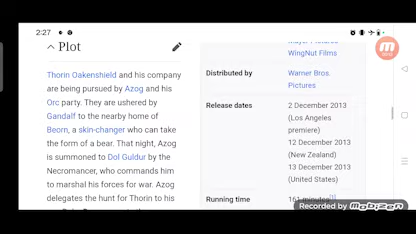 2:27
Plot
Thorin Oakenshield and his company
are being pursued by Azog and his
Orc party. They are ushered by
Gandalf to the nearby home of
Beorn, a skin-changer who can take
the form of a bear. That night, Azog
is summoned to Dol Guldur by the
Necromancer, who commands him
to marshal his forces for war. Azog
delegates the hunt for Thorin to his
WingNut Films
Distributed by
Warner Bros.
Pictures
Release dates
2 December 2013
(Los Angeles
premiere)
12 December 2013
(New Zealand)
13 December 2013
(United States)
Running time
161 minutes[1]
Recorded by
Mobizen